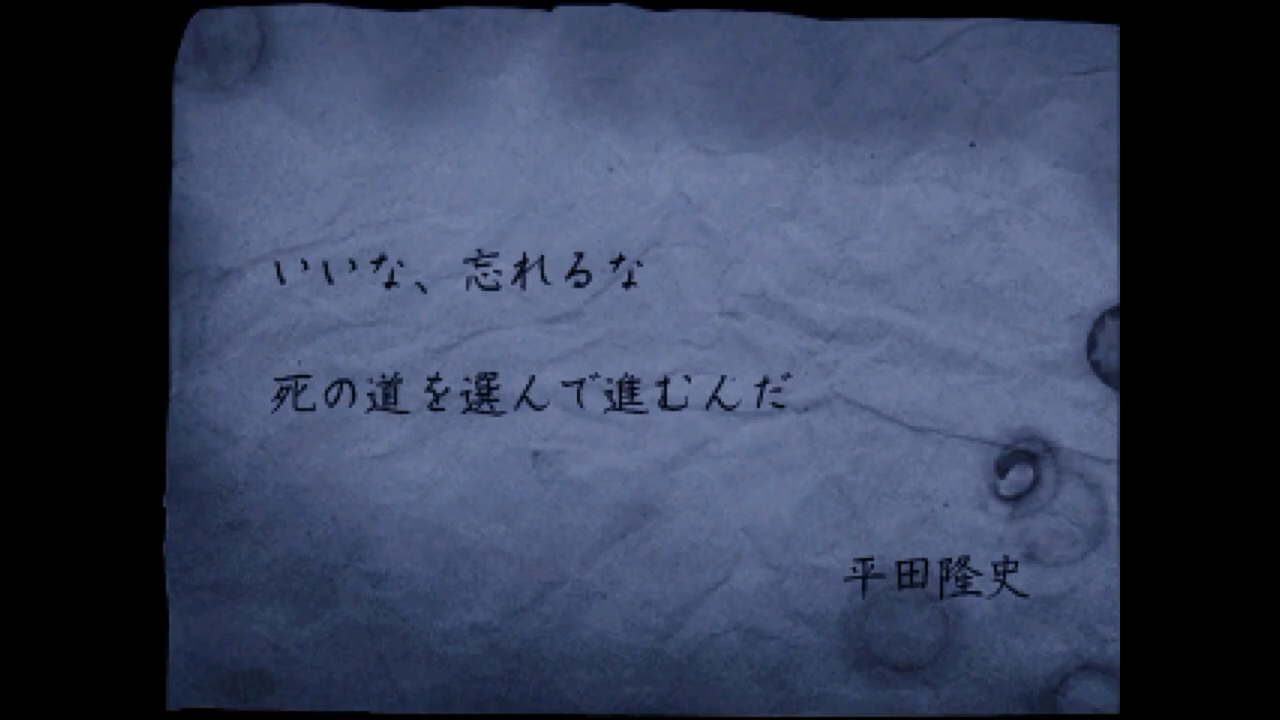 いいな、忘れるな
死の道を選んで進むんだ
平田隆史